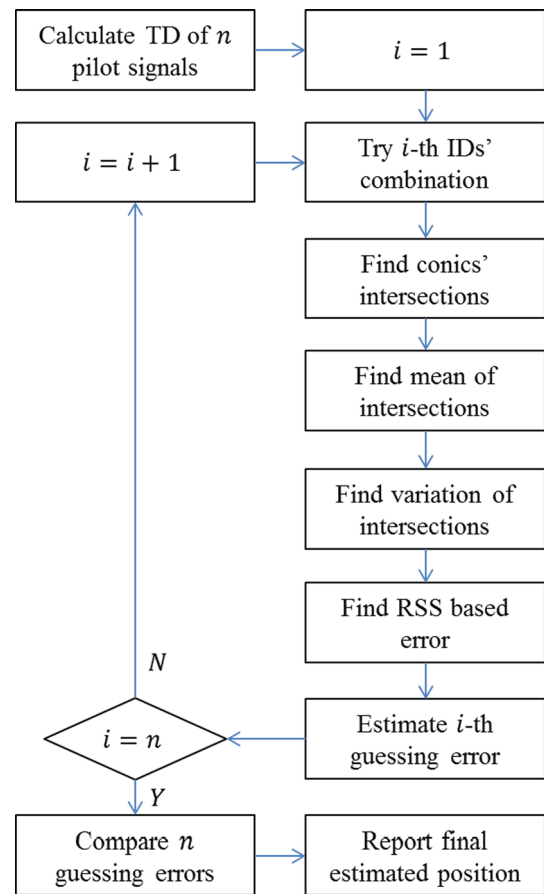 Calculate TD of n
pilot signals
i = 1
i = i + 1
Try i-th IDs'
combination
Find conics'
intersections
Find mean of
intersections
Find variation of
intersections
Find RSS based
error
Estimate i-th
guessing error
i = n
N
Y
Compare n
guessing errors
Report final
estimated position